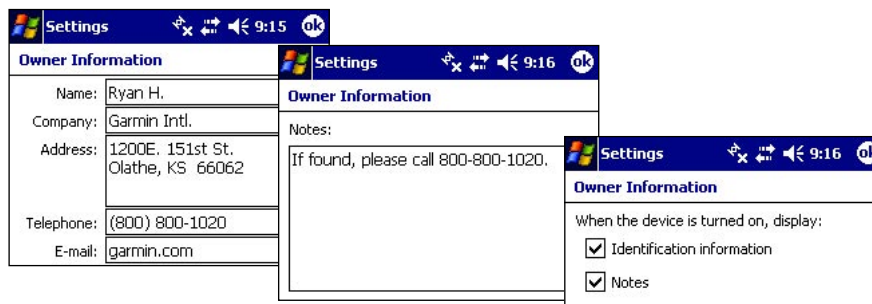 Settings 9:15 ok
Owner Information
Name: Ryan H.
Company: Garmin Intl.
Address: 1200E. 151st St.
Olathe, KS 66062
Telephone: (800) 800-1020
E-mail: garmin.com
Settings 9:16 ok
Owner Information
Notes:
If found, please call 800-800-1020.
Settings 9:16 ok
Owner Information
When the device is turned on, display:
Identification information
Notes